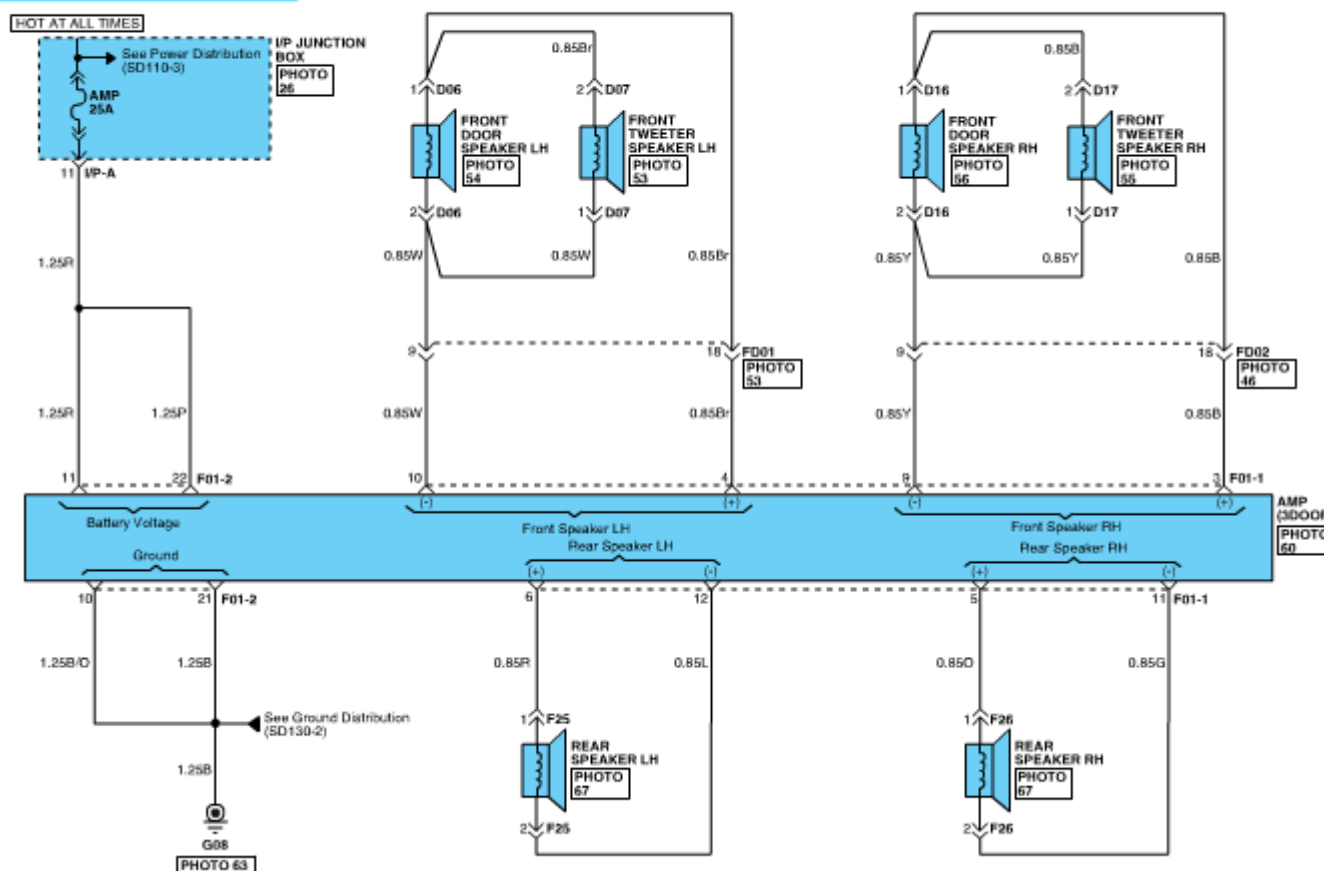 HOT AT ALL TIMES
See Power Distribution
(SD110-3)
AMP
25A
I/P JUNCTION
BOX
PHOTO
26
11 I/P-A
1.25R
1.25R
1.25P
0.85Br
1 D06
2 D07
FRONT
DOOR
SPEAKER LH
PHOTO
54
FRONT
TWEETER
SPEAKER LH
PHOTO
53
2 D06
1 D07
0.85W
0.85W
0.85Br
9
18 FD01
PHOTO
53
0.85W
0.85Br
0.85B
1 D16
2 D17
FRONT
DOOR
SPEAKER RH
PHOTO
56
FRONT
TWEETER
SPEAKER RH
PHOTO
55
2 D16
1 D17
0.85Y
0.85Y
0.85B
9
18 FD02
PHOTO
46
0.85Y
0.85B
11
22 F01-2
10
4
9
3 F01-1
Battery Voltage
Ground
(-)
(+)
Front Speaker LH
Rear Speaker LH
(+)
(-)
(-)
(+)
Front Speaker RH
Rear Speaker RH
(+)
(-)
AMP
(3DOOR
PHOTO
60
10
21 F01-2
6
12
5
11 F01-1
1.25B/O
1.25B
See Ground Distribution
(SD130-2)
1.25B
G08
PHOTO 63
0.85R
0.85L
1 F25
REAR
SPEAKER LH
PHOTO
67
2 F25
0.85O
0.85G
1 F26
REAR
SPEAKER RH
PHOTO
67
2 F26